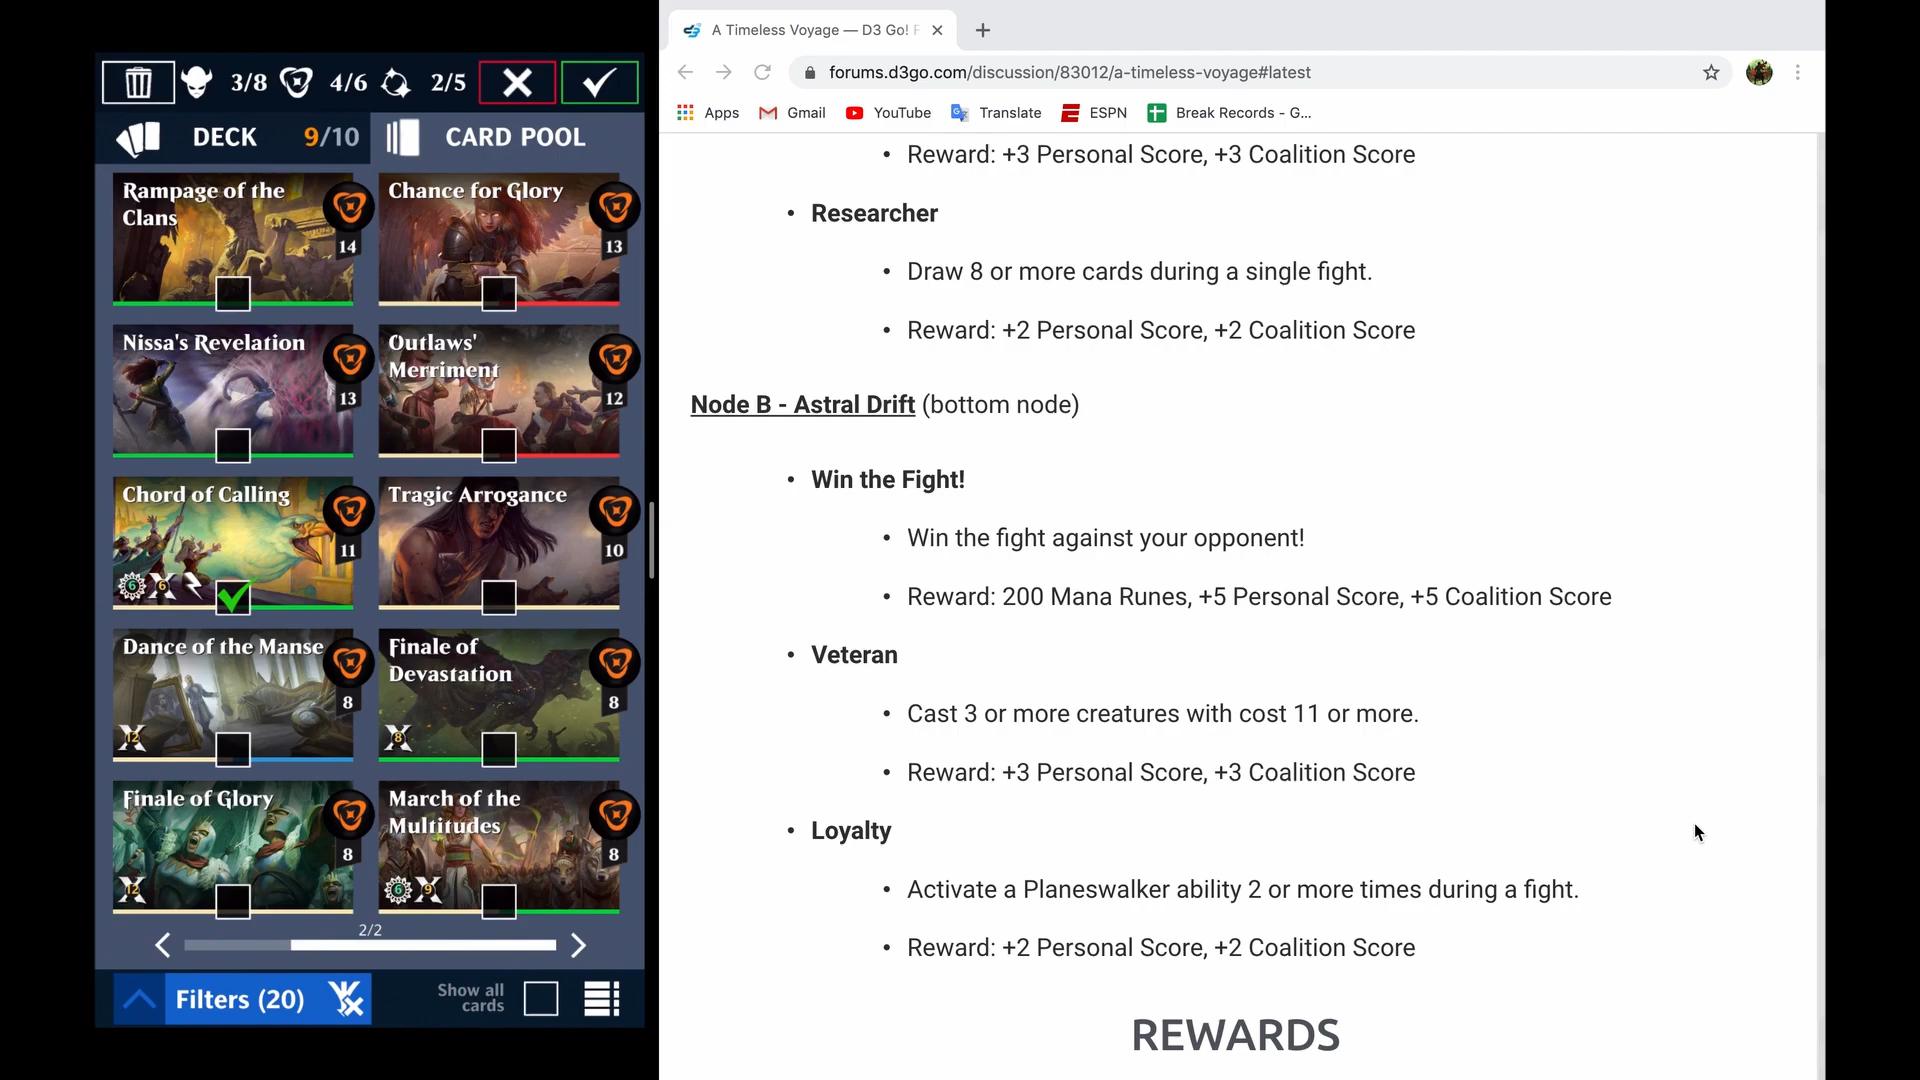 3/8
4/6
2/5
DECK
9/10
CARD POOL
Rampage of the
Clans
14
Chance for Glory
13
Nissa's Revelation
13
Outlaws'
Merriment
12
Chord of Calling
11
6
6
Tragic Arrogance
10
Dance of the Manse
8
12
Finale of
Devastation
8
8
Finale of Glory
8
12
March of the
Multitudes
8
6
9
2/2
Filters (20)
Show all
cards
A Timeless Voyage — D3 Go! F
forums.d3go.com/discussion/83012/a-timeless-voyage#latest
Apps
Gmail
YouTube
Translate
ESPN
Break Records - G...
• Reward: +3 Personal Score, +3 Coalition Score
• Researcher
• Draw 8 or more cards during a single fight.
• Reward: +2 Personal Score, +2 Coalition Score
Node B - Astral Drift (bottom node)
• Win the Fight!
• Win the fight against your opponent!
• Reward: 200 Mana Runes, +5 Personal Score, +5 Coalition Score
• Veteran
• Cast 3 or more creatures with cost 11 or more.
• Reward: +3 Personal Score, +3 Coalition Score
• Loyalty
• Activate a Planeswalker ability 2 or more times during a fight.
• Reward: +2 Personal Score, +2 Coalition Score
REWARDS